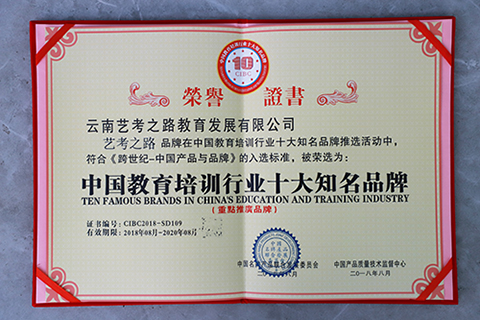 CIBC
榮譽 證書
云南艺考之路教育发展有限公司
艺考之路 品牌在中国教育培训行业十大知名品牌推选活动中,
符合《跨世纪-中国产品与品牌》的入选标准,被荣选为:
中国教育培训行业十大知名品牌
TEN FAMOUS BRANDS IN CHINA'S EDUCATION AND TRAINING INDUSTRY
(重點推廣品牌)
证书编号:CIBC2018-SD109
有效期限:2018年08月-2020年08月
中国产品质量技术监督中心
二〇一八年八月